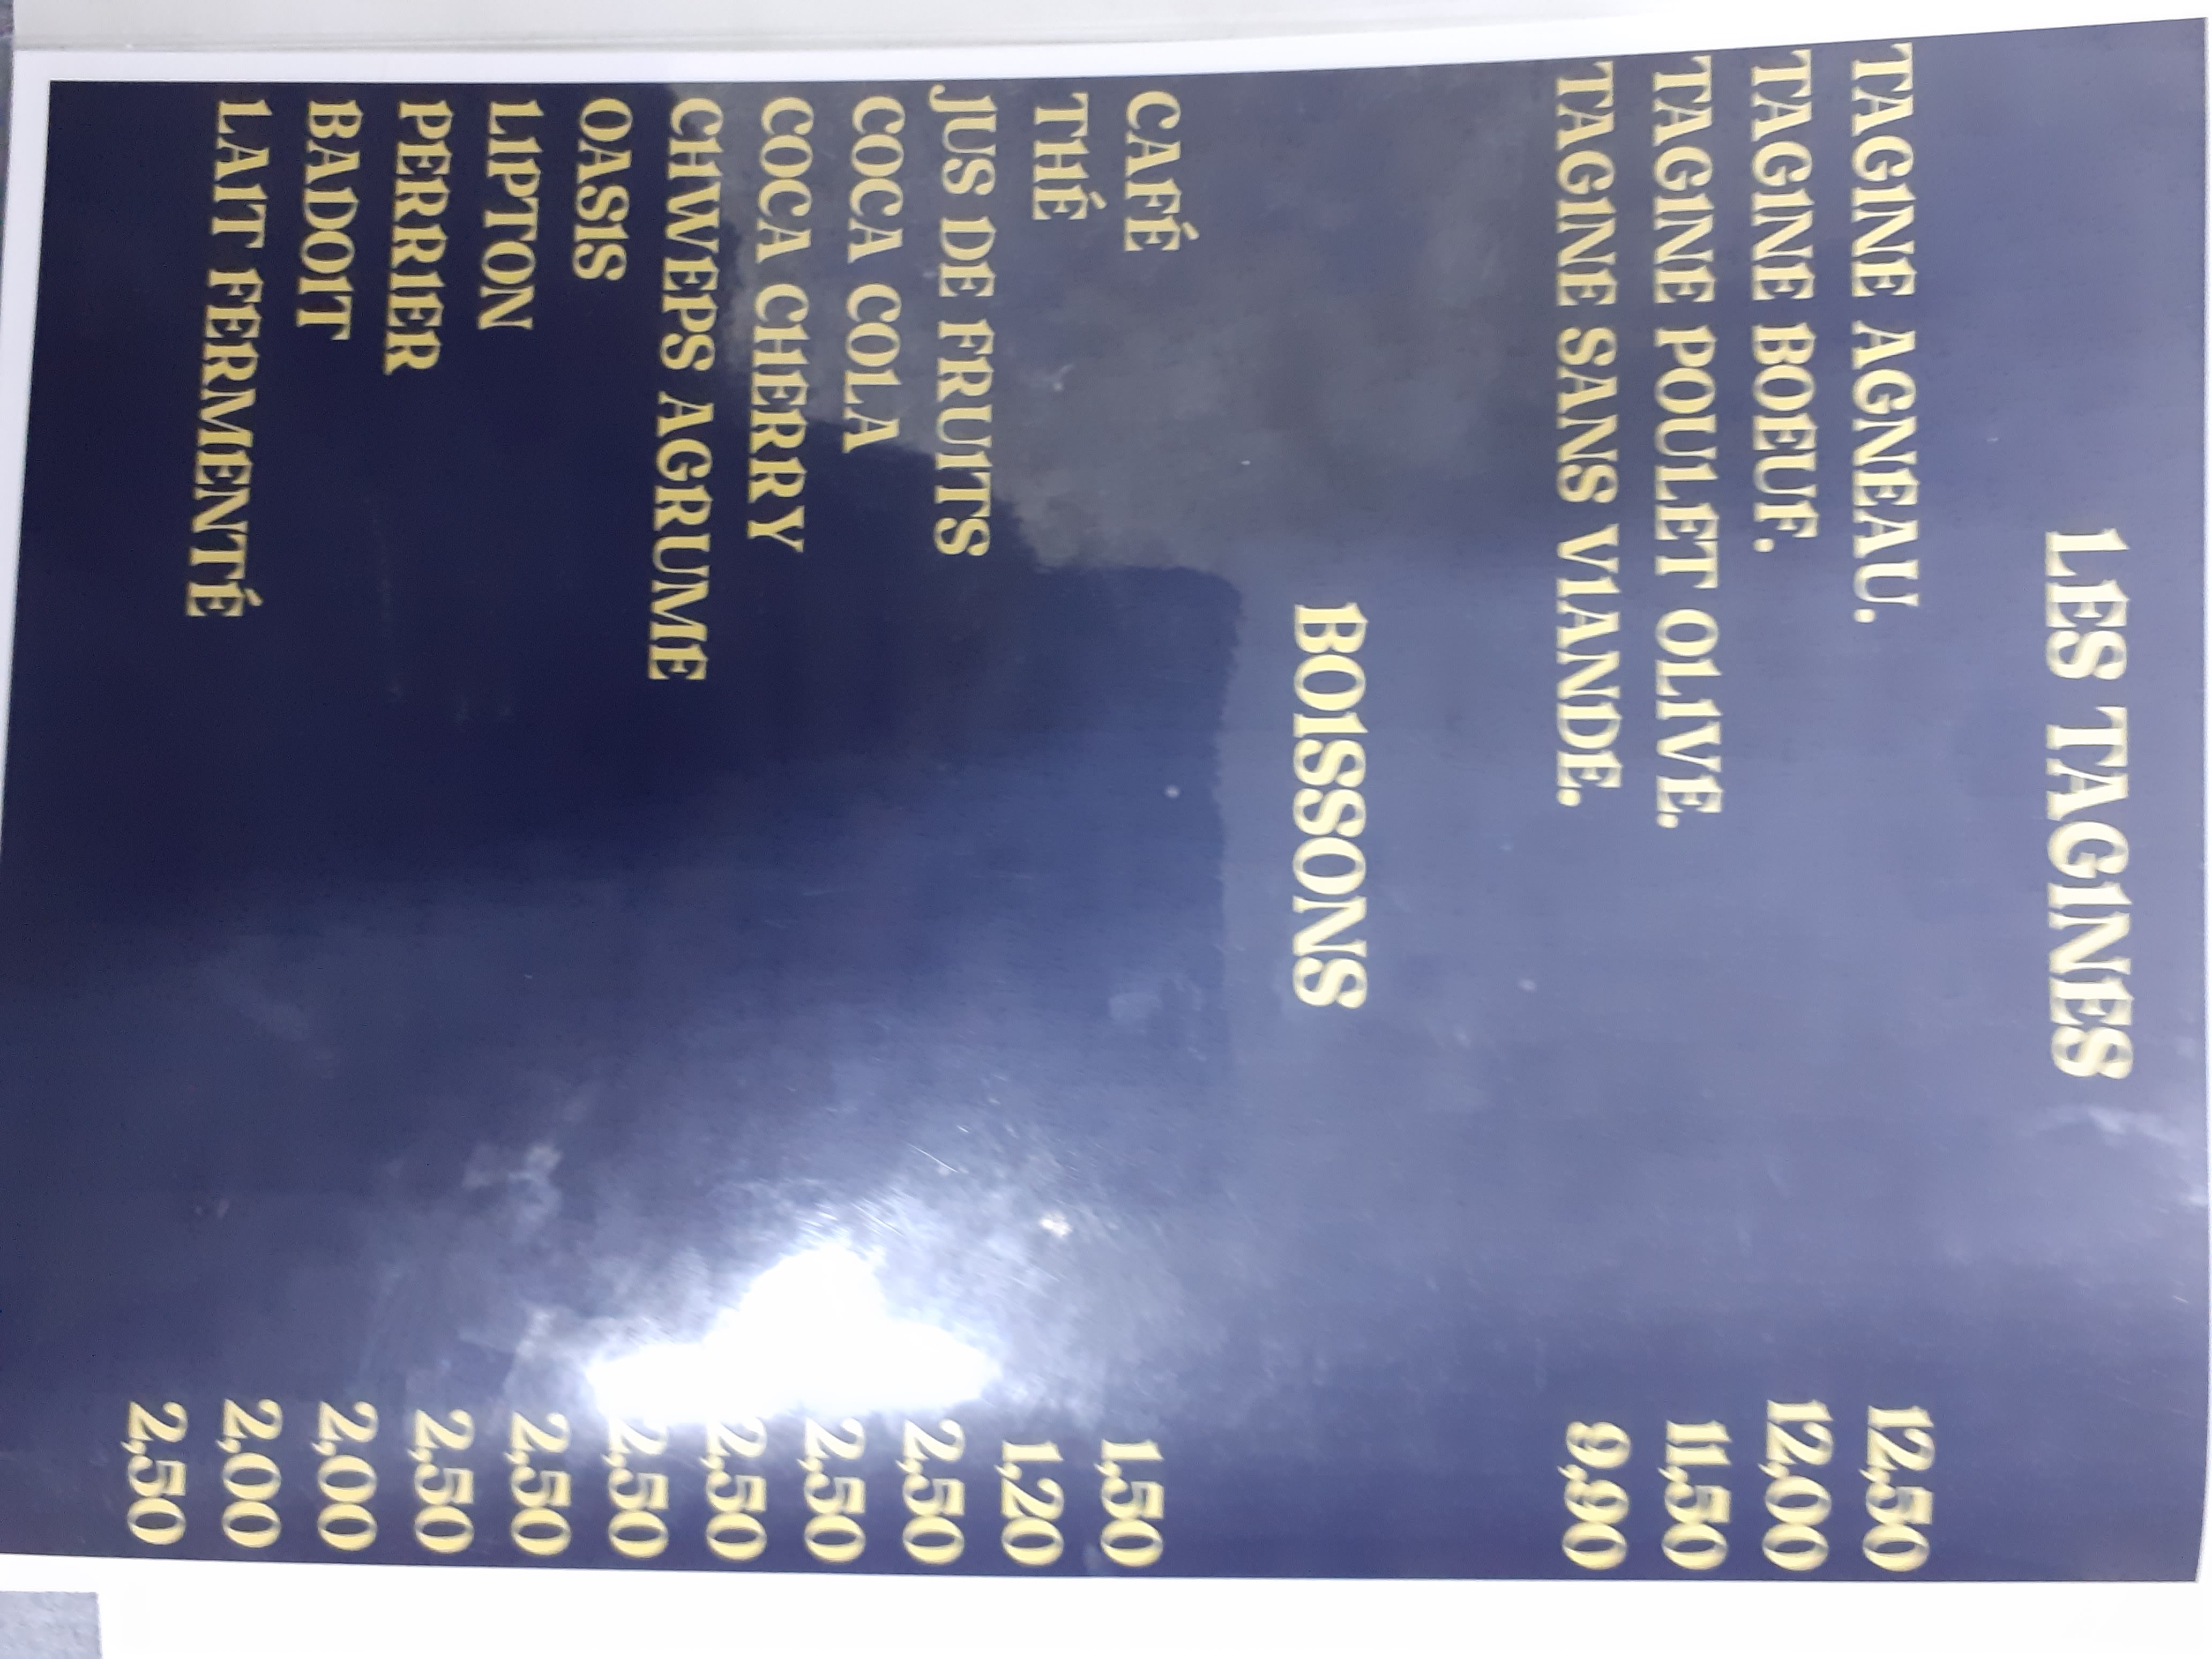 LES TAGINES
TAGINE AGNEAU. 12,50
TAGINE BOEUF. 12,00
TAGINE POULET OLIVE. 11,50
TAGINE SANS VIANDE. 9,90
BOISSONS
CAFÉ 1,50
THÉ 1,20
JUS DE FRUITS 2,50
COCA COLA 2,50
COCA CHERRY 2,50
CHWEPS AGRUME 2,50
OASIS 2,50
LIPTON 2,50
PERRIER 2,00
BADOIT 2,00
LAIT FERMENTÉ 2,50